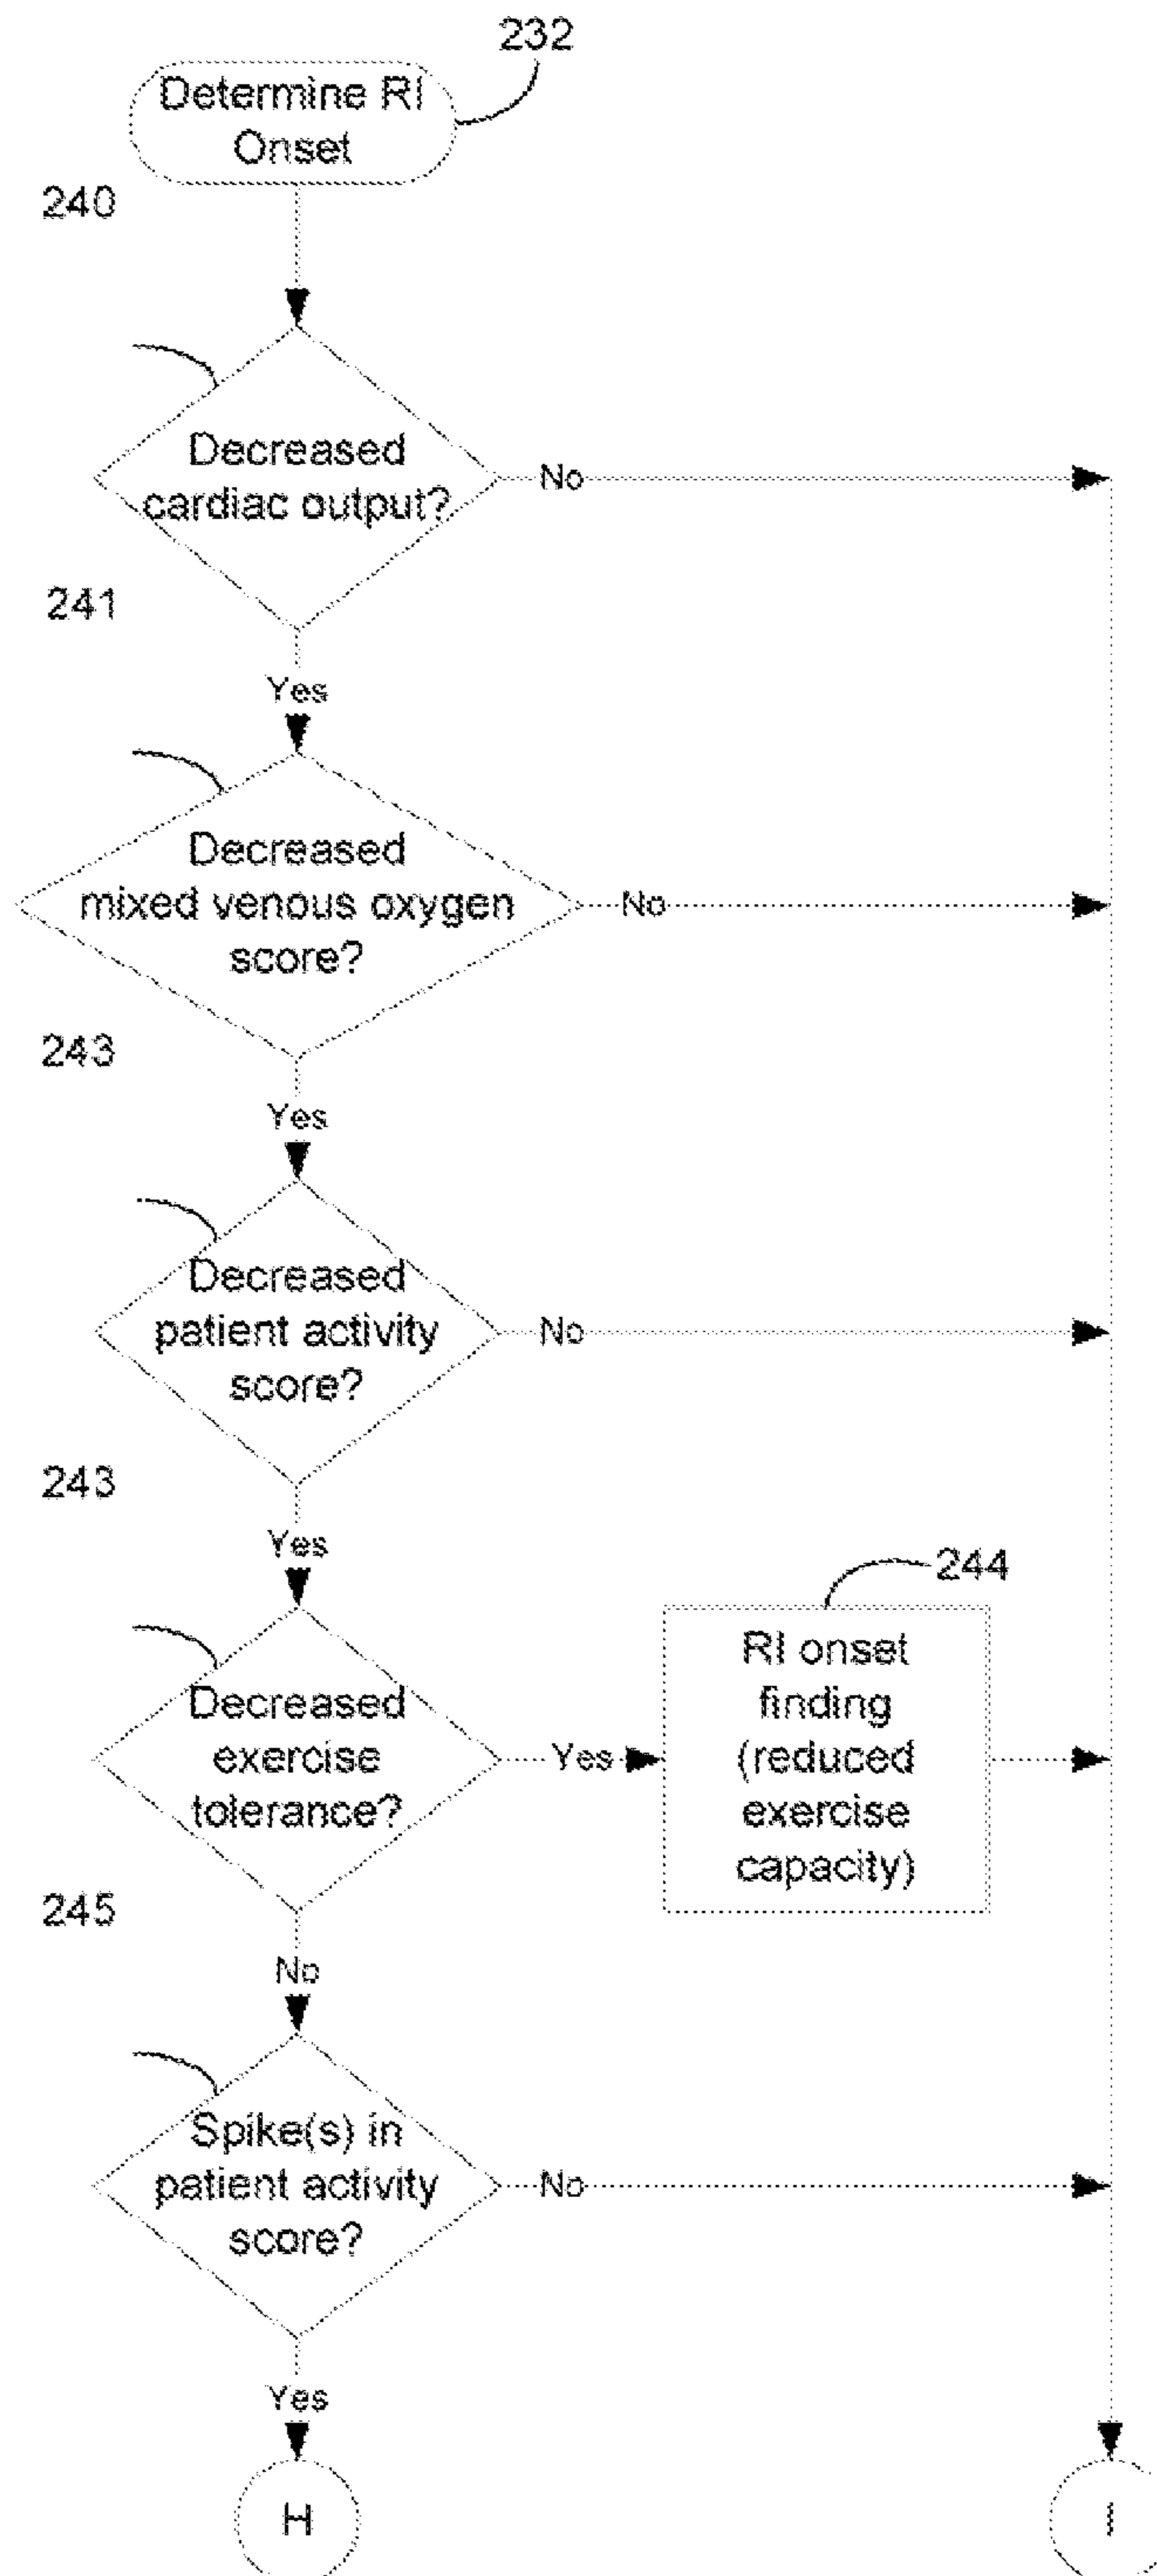 232
Determine RI
Onset
240
Decreased
cardiac output?
No
241
Yes
Decreased
mixed venous oxygen
score?
No
243
Yes
Decreased
patient activity
score?
No
243
Yes
244
Decreased
exercise
tolerance?
Yes
RI onset
finding
(reduced
exercise
capacity)
245
No
Spike(s) in
patient activity
score?
No
Yes
H
I